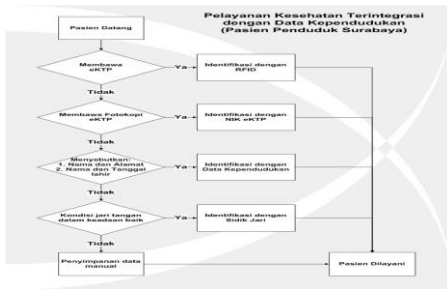 Pelayanan Kesehatan Terintegrasi
dengan Data Kependudukan
(Pasien Penduduk Surabaya)
Pasien Datang
Membawa
eKTP
Ya
Identifikasi dengan
RFID
Tidak
Membawa Fotokopi
eKTP
Ya
Identifikasi dengan
NIK eKTP
Tidak
Menyebutkan:
1. Nama dan Alamat
2. Nama dan Tanggal
lahir
Ya
Identifikasi dengan
Data Kependudukan
Tidak
Kondisi jari tangan
dalam keadaan baik
Ya
Identifikasi dengan
Sidik Jari
Tidak
Penyimpanan data
manual
Pasien Dilayani